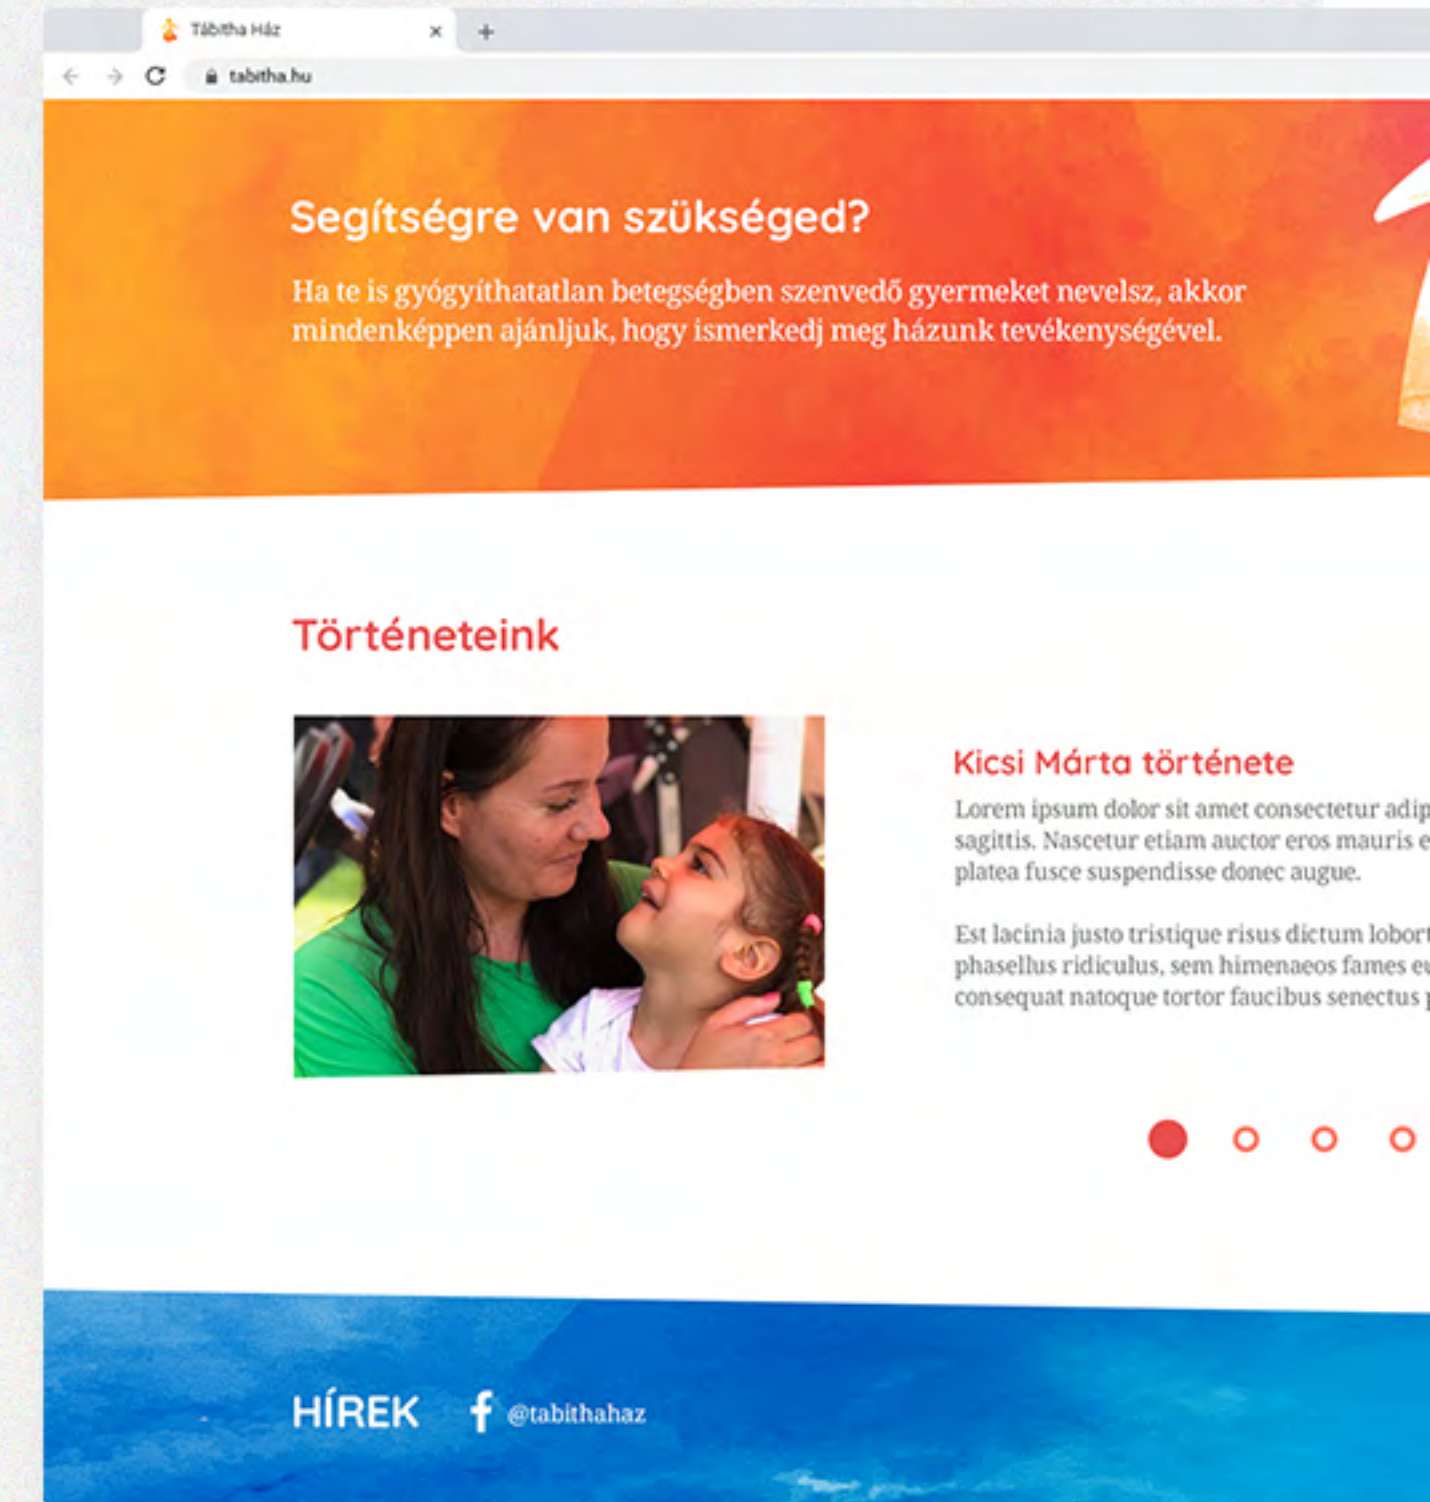 Tábitha Ház
tabitha.hu
Segítségre van szükséged?
Ha te is gyógyíthatatlan betegségben szenvedő gyermeket nevelsz, akkor
mindenképpen ajánljuk, hogy ismerkedj meg házunk tevékenységével.
Történeteink
Kicsi Márta története
Lorem ipsum dolor sit amet consectetur adip
sagittis. Nascetur etiam auctor eros mauris e
platea fusce suspendisse donec augue.
Est lacinia justo tristique risus dictum lobort
phasellus ridiculus, sem himenaeos fames eu
consequat natoque tortor faucibus senectus p
HÍREK
@tabithahaz